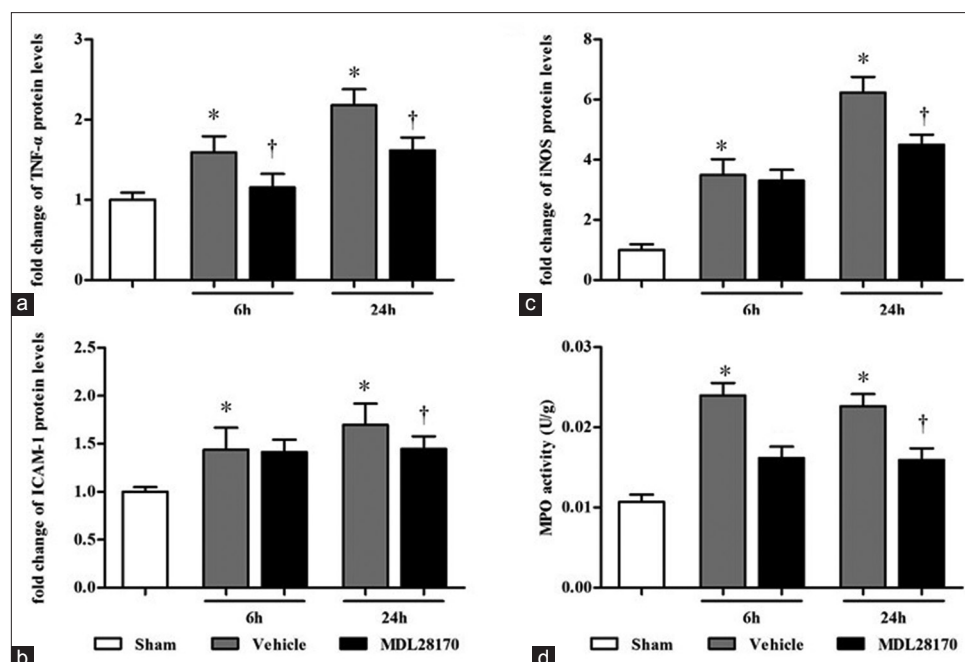 fold change of TNF-α protein levels
3
2
1
0
*
†
*
†
6h
24h
a
fold change of iNOS protein levels
8
6
4
2
0
*
*
†
6h
24h
c
fold change of ICAM-1 protein levels
2.5
2.0
1.5
1.0
0.5
0.0
*
*
†
6h
24h
b
Sham
Vehicle
MDL28170
MPO activity (U/g)
0.03
0.02
0.01
0.00
*
*
†
6h
24h
d
Sham
Vehicle
MDL28170